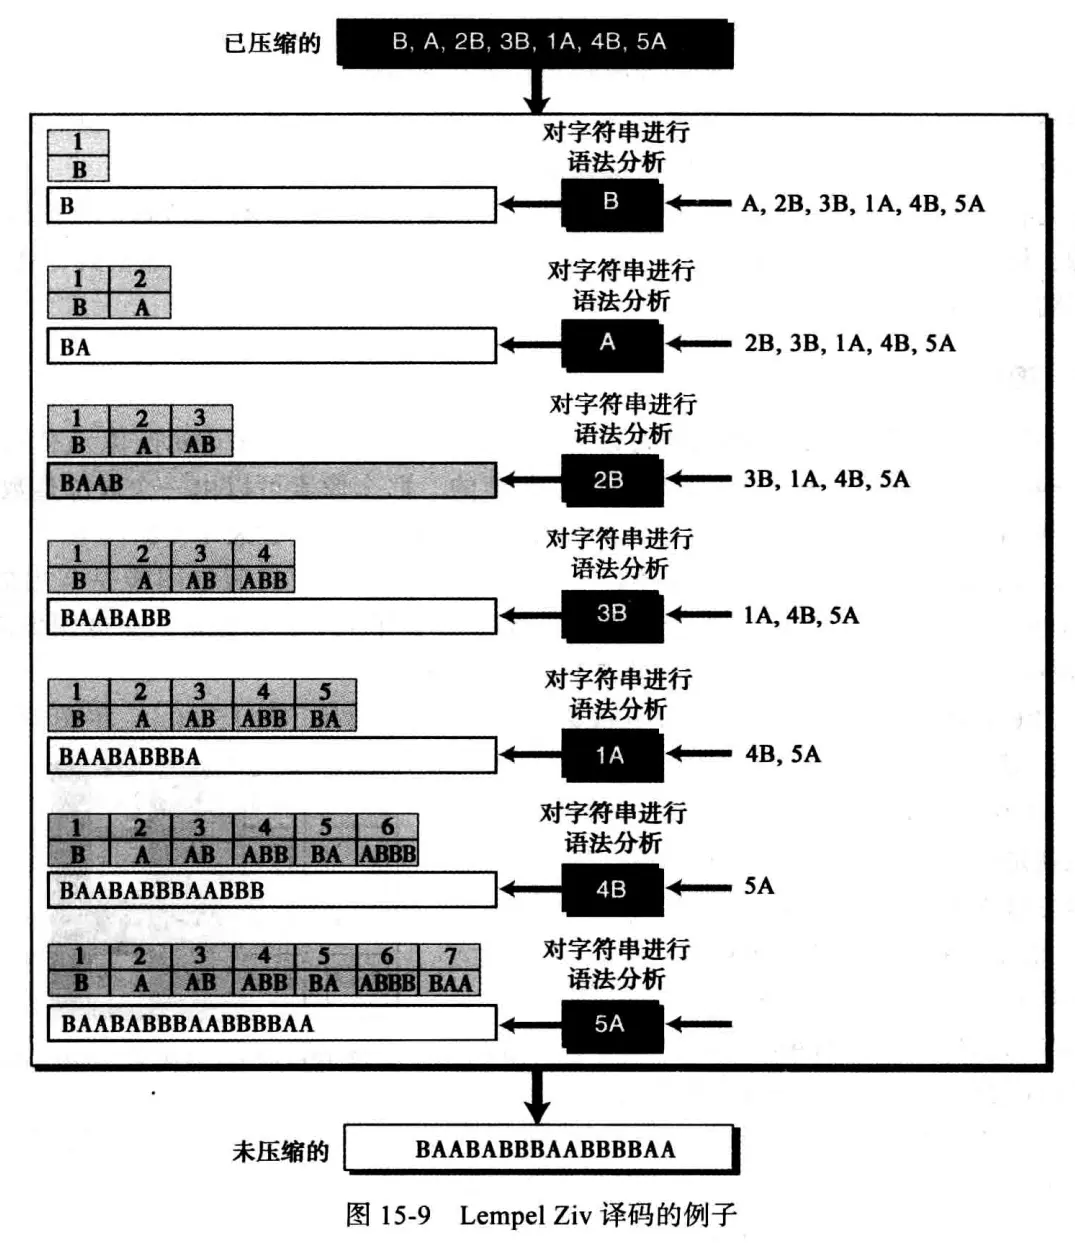 已压缩的
B, A, 2B, 3B, 1A, 4B, 5A
1
B
B
对字符串进行
语法分析
B
A, 2B, 3B, 1A, 4B, 5A
1 2
B A
BA
对字符串进行
语法分析
A
2B, 3B, 1A, 4B, 5A
1 2 3
B A AB
BAAB
对字符串进行
语法分析
2B
3B, 1A, 4B, 5A
1 2 3 4
B A AB ABB
BAABABB
对字符串进行
语法分析
3B
1A, 4B, 5A
1 2 3 4 5
B A AB ABB BA
BAABABBBA
对字符串进行
语法分析
1A
4B, 5A
1 2 3 4 5 6
B A AB ABB BA ABBB
BAABABBBAABBB
对字符串进行
语法分析
4B
5A
1 2 3 4 5 6 7
B A AB ABB BA ABBB BAA
BAABABBBAABBBBAA
对字符串进行
语法分析
5A
未压缩的
BAABABBBAABBBBAA
图 15-9 Lempel Ziv 译码的例子